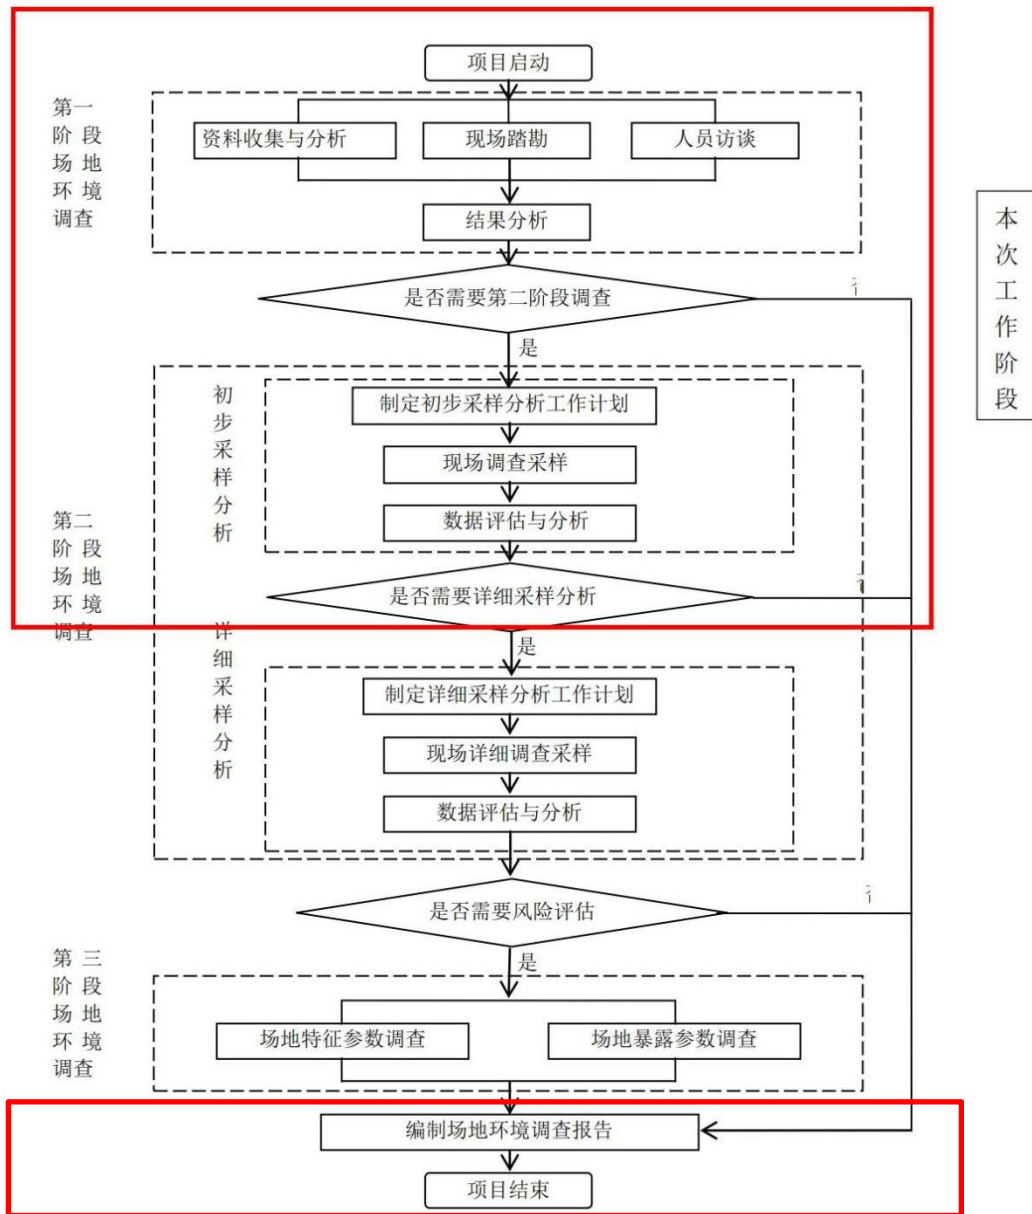 项目启动
第一
阶段
场地
环境
调查
资料收集与分析
现场踏勘
人员访谈
结果分析
是否需要第二阶段调查
是
本
次
工
作
阶
段
初
步
采
样
分
析
制定初步采样分析工作计划
现场调查采样
数据评估与分析
第二
阶段
场地
环境
调查
是否需要详细采样分析
是
详
细
采
样
分
析
制定详细采样分析工作计划
现场详细调查采样
数据评估与分析
是否需要风险评估
是
第三
阶段
场地
环境
调查
场地特征参数调查
场地暴露参数调查
编制场地环境调查报告
项目结束